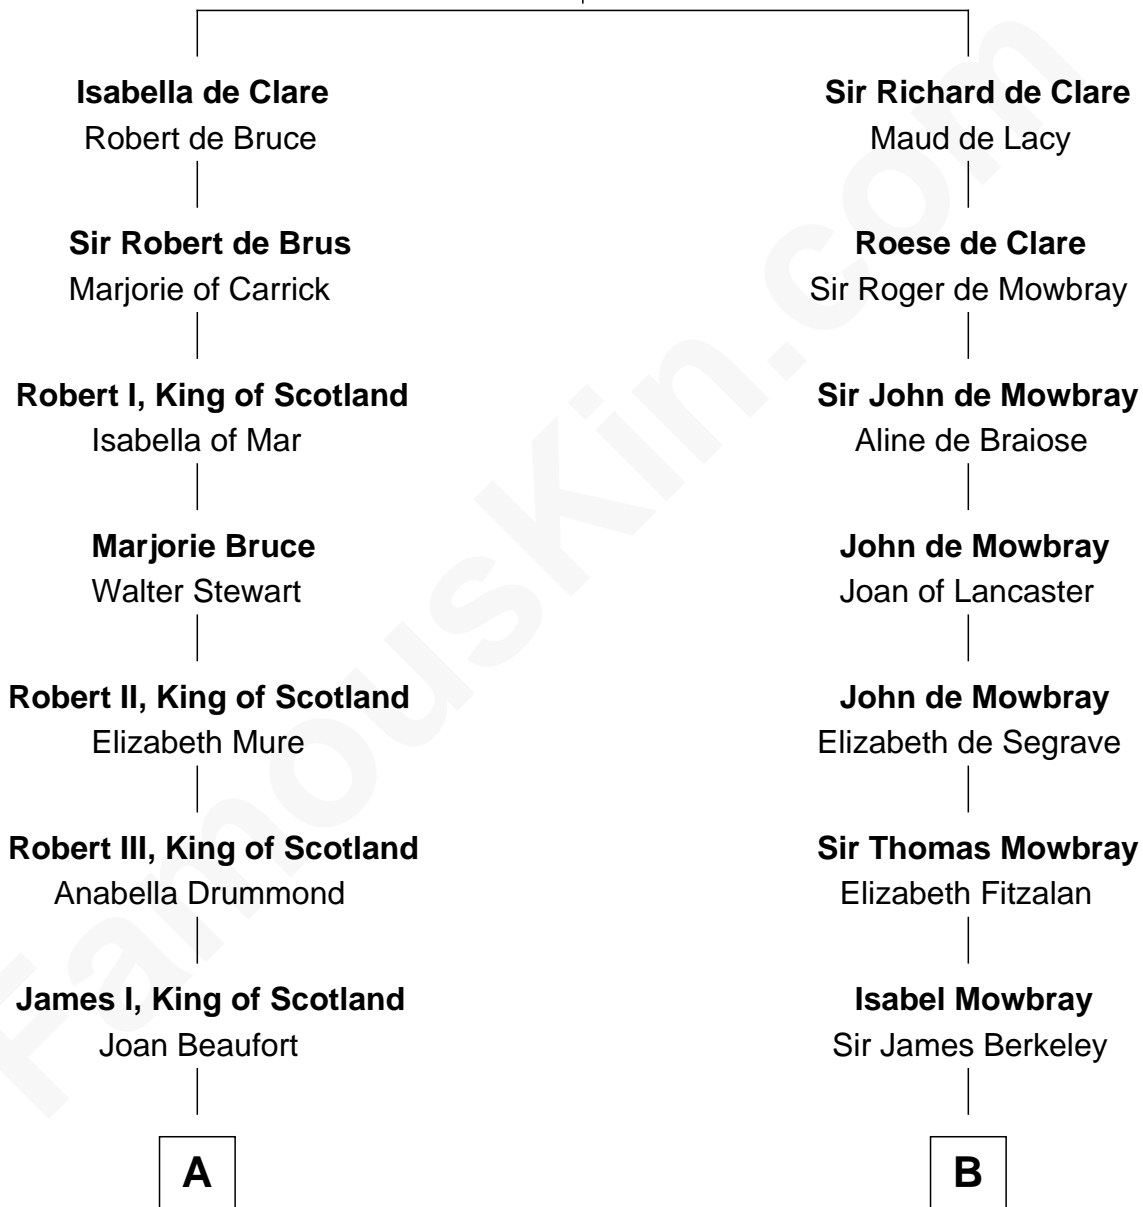 Isabella de Clare
Robert de Bruce
Sir Robert de Brus
Marjorie of Carrick
Robert I, King of Scotland
Isabella of Mar
Marjorie Bruce
Walter Stewart
Robert II, King of Scotland
Elizabeth Mure
Robert III, King of Scotland
Anabella Drummond
James I, King of Scotland
Joan Beaufort
A
Sir Richard de Clare
Maud de Lacy
Roese de Clare
Sir Roger de Mowbray
Sir John de Mowbray
Aline de Braiose
John de Mowbray
Joan of Lancaster
John de Mowbray
Elizabeth de Segrave
Sir Thomas Mowbray
Elizabeth Fitzalan
Isabel Mowbray
Sir James Berkeley
B
FamousKin.com